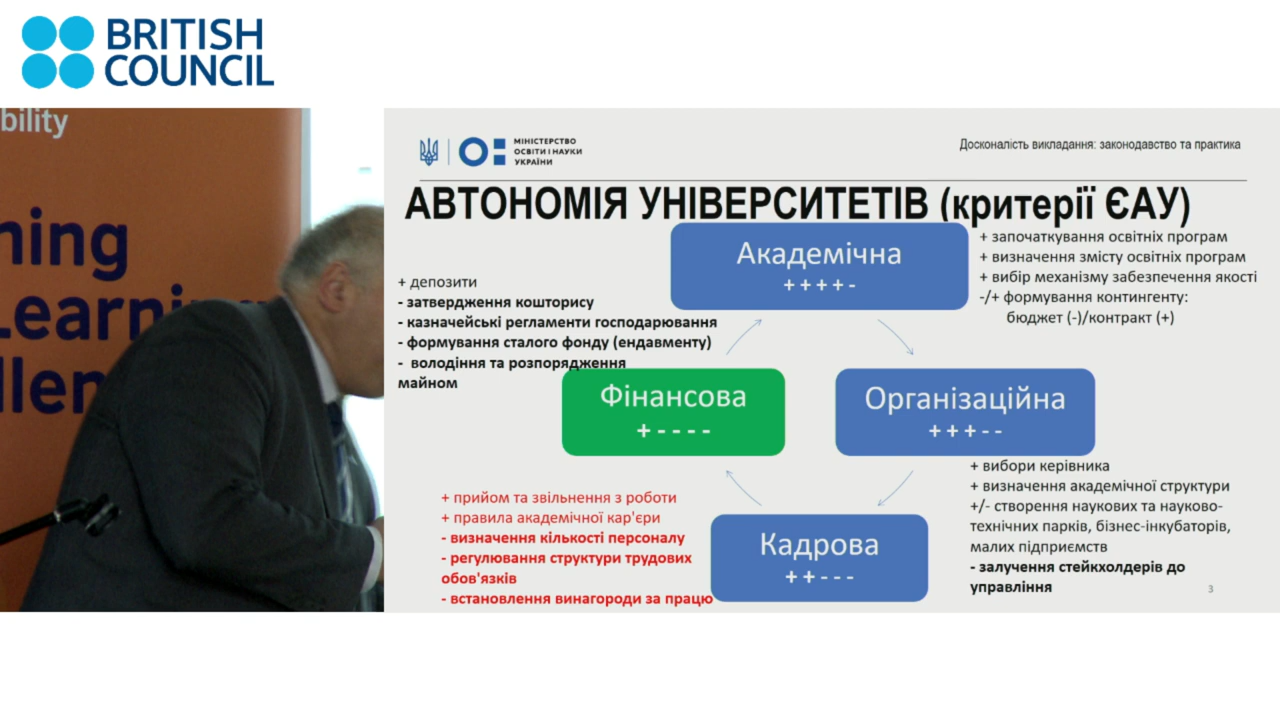 BRITISH
COUNCIL
bility
ning
Learning
llen
МІНІСТЕРСТВО
ОСВІТИ І НАУКИ
УКРАЇНИ
Досконалість викладання: законодавство та практика
АВТОНОМІЯ УНІВЕРСИТЕТІВ (критерії ЄАУ)
Академічна
+ + + + -
+ започаткування освітніх програм
+ визначення змісту освітніх програм
+ вибір механізму забезпечення якості
-/+ формування контингенту:
бюджет (-)/контракт (+)
+ депозити
- затвердження кошторису
- казначейські регламенти господарювання
- формування сталого фонду (ендавменту)
- володіння та розпорядження
майном
Фінансова
+ - - - -
Організаційна
+ + + - -
+ вибори керівника
+ визначення академічної структури
+/- створення наукових та науково-
технічних парків, бізнес-інкубаторів,
малих підприємств
- залучення стейкхолдерів до
управління
+ прийом та звільнення з роботи
+ правила академічної кар'єри
- визначення кількості персоналу
- регулювання структури трудових
обов'язків
- встановлення винагороди за працю
Кадрова
+ + - - -
3